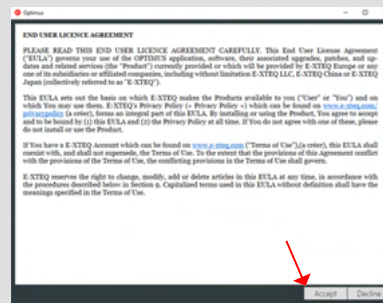 Optimus
END USER LICENCE AGREEMENT
PLEASE READ THIS END USER LICENCE AGREEMENT CAREFULLY. This End User License Agreement
("EULA") governs your use of the OPTIMUS application, software, their associated upgrades, patches, and up-
dates and related services (the "Product") currently provided or which will be provided by E-XTEQ Europe or any
one of its subsidiaries or affiliated companies, including without limitation E-XTEQ LLC, E-XTEQ China or E-XTEQ
Japan (collectively referred to as "E-XTEQ").
This EULA sets out the basis on which E-XTEQ makes the Products available to you ("User" or "You") and on
which You may use them. E-XTEQ's Privacy Policy (« Privacy Policy ») which can be found on www.e-xteq.com/
privacypolicy (a créer), forms an integral part of this EULA. By installing or using the Product, You agree to accept
and to be bound by (1) this EULA and (2) the Privacy Policy at all time. If You do not agree with one of these, please
do not install or use the Product.
If You have a E-XTEQ Account which can be found on www.e-xteq.com ("Terms of Use"),(a créer), this EULA shall
coexist with, and shall not supersede, the Terms of Use. To the extent that the provisions of this Agreement conflict
with the provisions of the Terms of Use, the conflicting provisions in the Terms of Use shall govern.
E-XTEQ reserves the right to change, modify, add or delete articles in this EULA at any time, in accordance with
the procedures described below in Section 9. Capitalized terms used in this EULA without definition shall have the
meanings specified in the Terms of Use.
Accept Decline